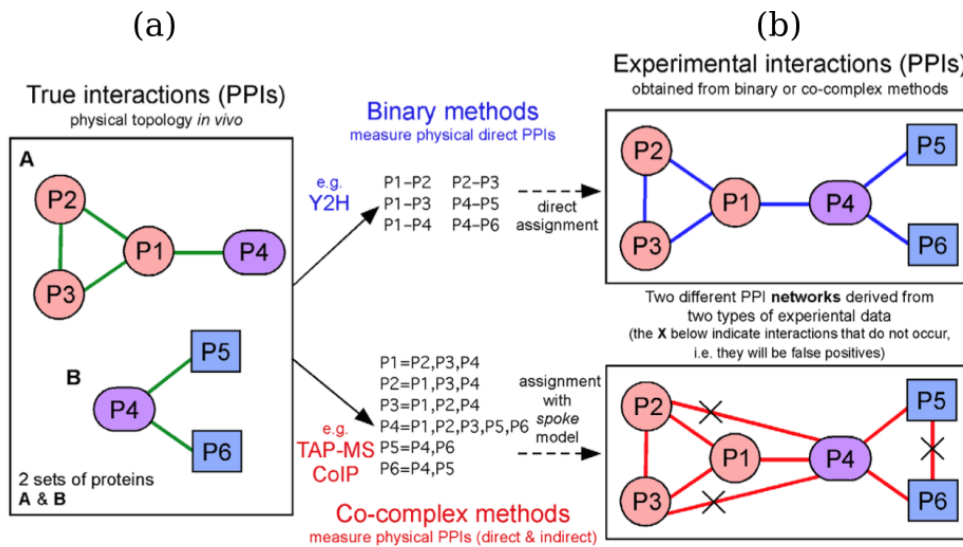 (a)
(b)
True interactions (PPIs)
physical topology in vivo
A
P2
P1
P4
P3
B
P5
P4
P6
2 sets of proteins
A & B
Binary methods
measure physical direct PPIs
e.g.
Y2H
P1–P2 P2–P3
P1–P3 P4–P5
P1–P4 P4–P6
direct
assignment
e.g.
TAP-MS
CoIP
P1=P2,P3,P4
P2=P1,P3,P4
P3=P1,P2,P4
P4=P1,P2,P3,P5,P6
P5=P4,P6
P6=P4,P5
assignment
with
spoke
model
Co-complex methods
measure physical PPIs (direct & indirect)
Experimental interactions (PPIs)
obtained from binary or co-complex methods
P2
P5
P1
P4
P3
P6
Two different PPI networks derived from
two types of experiental data
(the X below indicate interactions that do not occur,
i.e. they will be false positives)
P2
P5
P1
P4
P3
P6